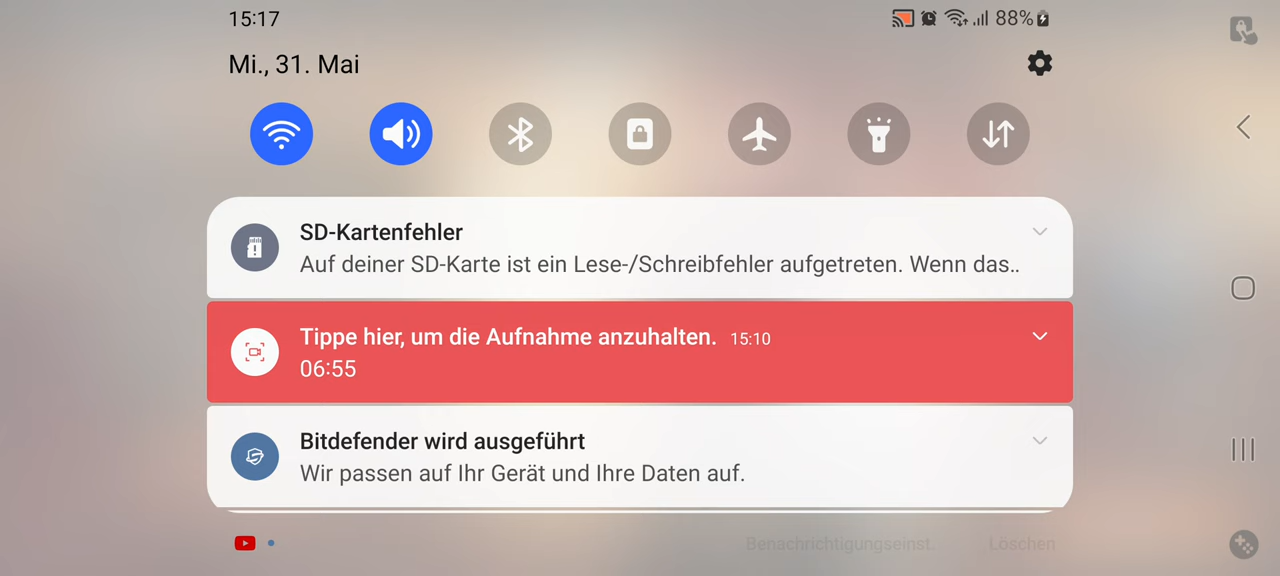 15:17
88%
Mi., 31. Mai
SD-Kartenfehler
Auf deiner SD-Karte ist ein Lese-/Schreibfehler aufgetreten. Wenn das..
Tippe hier, um die Aufnahme anzuhalten. 15:10
06:55
Bitdefender wird ausgeführt
Wir passen auf Ihr Gerät und Ihre Daten auf.
Benachrichtigungseinst. Löschen